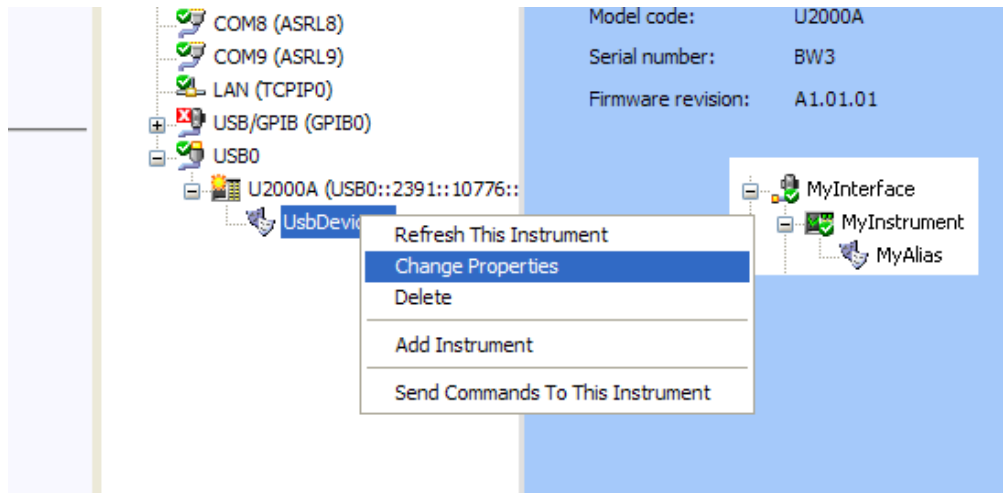 COM8 (ASRL8)
COM9 (ASRL9)
LAN (TCPIP0)
USB/GPIB (GPIB0)
USB0
U2000A (USB0::2391::10776::
Refresh This Instrument
Change Properties
Delete
Add Instrument
Send Commands To This Instrument
Model code: U2000A
Serial number: BW3
Firmware revision: A1.01.01
MyInterface
MyInstrument
MyAlias